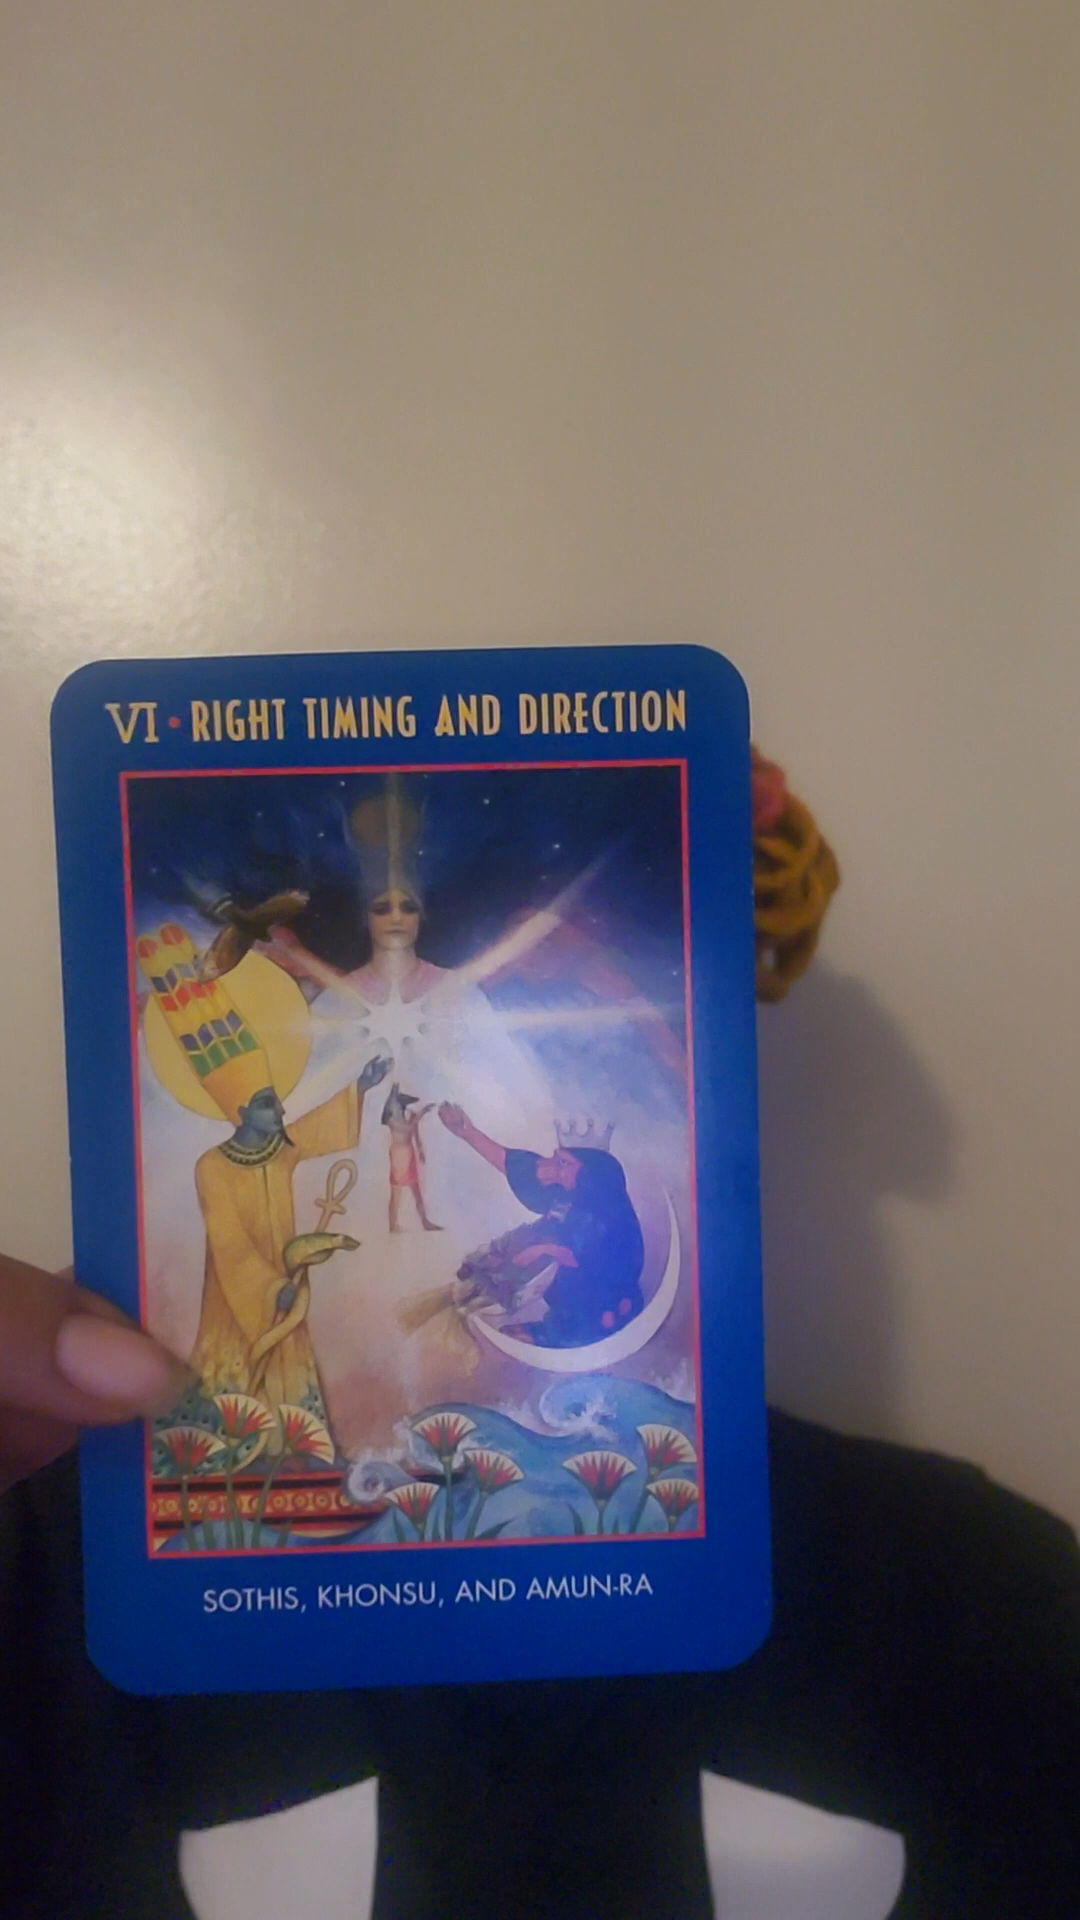 VI • RIGHT TIMING AND DIRECTION
SOTHIS, KHONSU, AND AMUN-RA